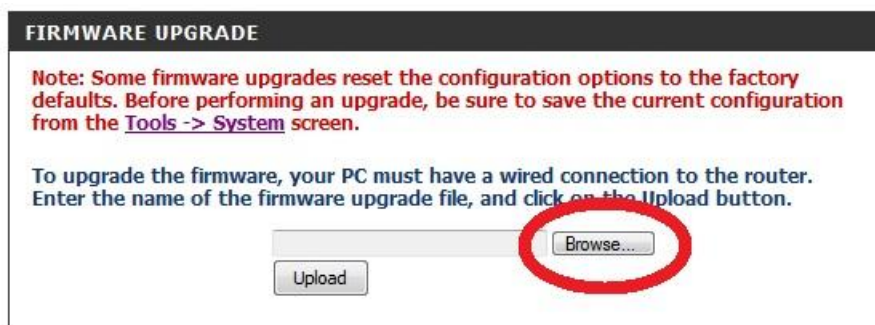 FIRMWARE UPGRADE
Note: Some firmware upgrades reset the configuration options to the factory
defaults. Before performing an upgrade, be sure to save the current configuration
from the Tools -> System screen.
To upgrade the firmware, your PC must have a wired connection to the router.
Enter the name of the firmware upgrade file, and click on the Upload button.
Browse...
Upload